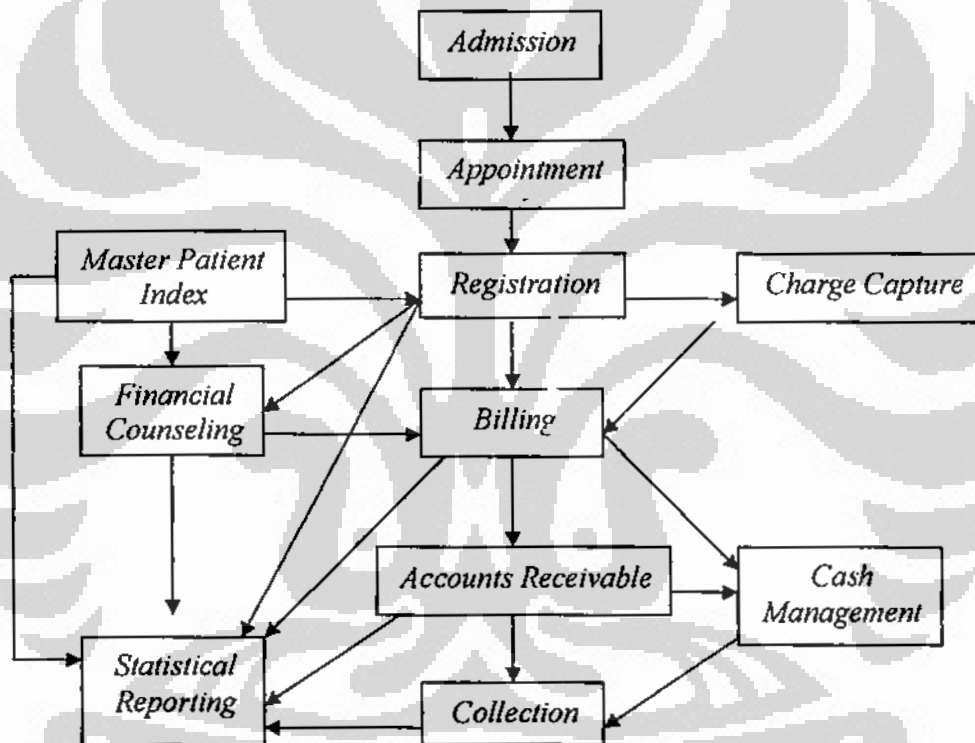 Admission
Appointment
Master Patient
Index
Registration
Charge Capture
Financial
Counseling
Billing
Accounts Receivable
Cash
Management
Statistical
Reporting
Collection